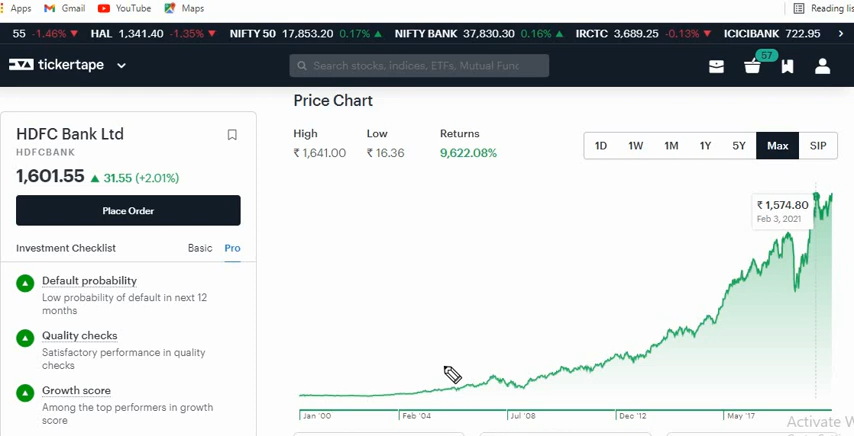 Apps Gmail YouTube Maps Reading lis
55 -1.46% ▼ HAL 1,341.40 -1.35% ▼ NIFTY 50 17,853.20 0.17% ▲ NIFTY BANK 37,830.30 0.16% ▲ IRCTC 3,689.25 -0.13% ▼ ICICIBANK 722.95
tickertape
Search stocks, indices, ETFs, Mutual Func
57
Price Chart
HDFC Bank Ltd
HDFCBANK
1,601.55 ▲ 31.55 (+2.01%)
Place Order
Investment Checklist Basic Pro
Default probability
Low probability of default in next 12
months
Quality checks
Satisfactory performance in quality
checks
Growth score
Among the top performers in growth
score
High Low Returns
₹ 1,641.00 ₹ 16.36 9,622.08%
1D 1W 1M 1Y 5Y Max SIP
₹ 1,574.80
Feb 3, 2021
Jan '00 Feb '04 Jul '08 Dec '12 May '17
Activate W